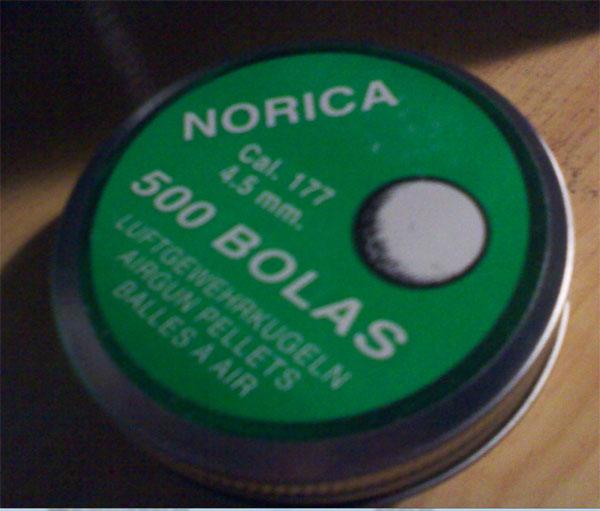 NORICA
Cal. 177
4.5 mm.
500 BOLAS
LUFTGEWEHRKUGELN
AIRGUN PELLETS
BALLES A AIR